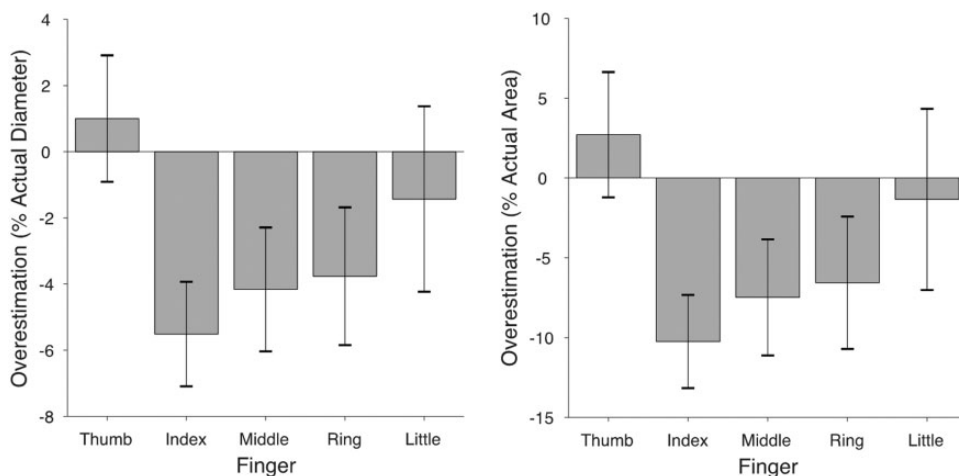 Overestimation (% Actual Diameter)
4
2
0
-2
-4
-6
-8
Thumb Index Middle Ring Little
Finger
Overestimation (% Actual Area)
10
5
0
-5
-10
-15
Thumb Index Middle Ring Little
Finger